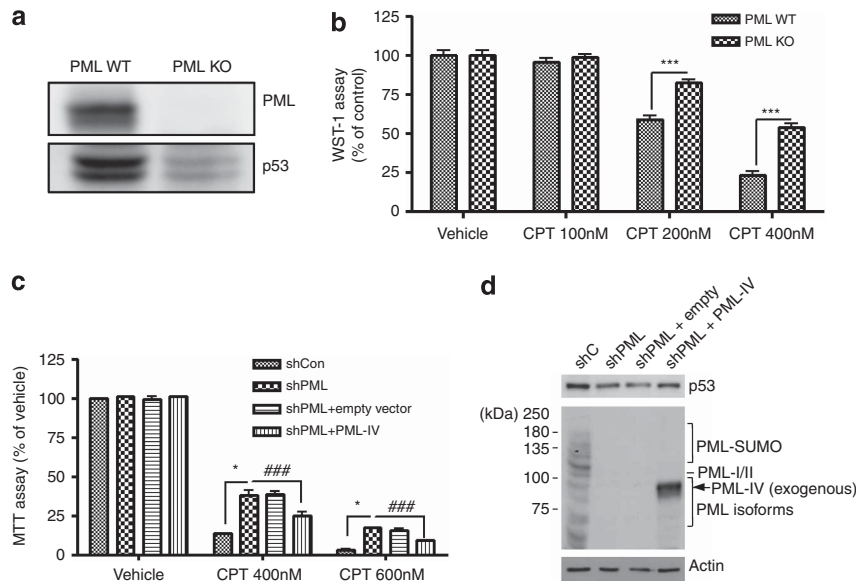 a
PML WT PML KO
PML
p53
b
WST-1 assay
(% of control)
125
100
75
50
25
0
PML WT
PML KO
***
***
Vehicle CPT 100nM CPT 200nM CPT 400nM
c
MTT assay (% of vehicle)
125
100
75
50
25
0
shCon
shPML
shPML+empty vector
shPML+PML-IV
* ###
* ###
Vehicle CPT 400nM CPT 600nM
d
shC shPML shPML + empty shPML + PML-IV
p53
(kDa) 250
180
135
100
75
PML-SUMO
PML-I/II
PML-IV (exogenous)
PML isoforms
Actin